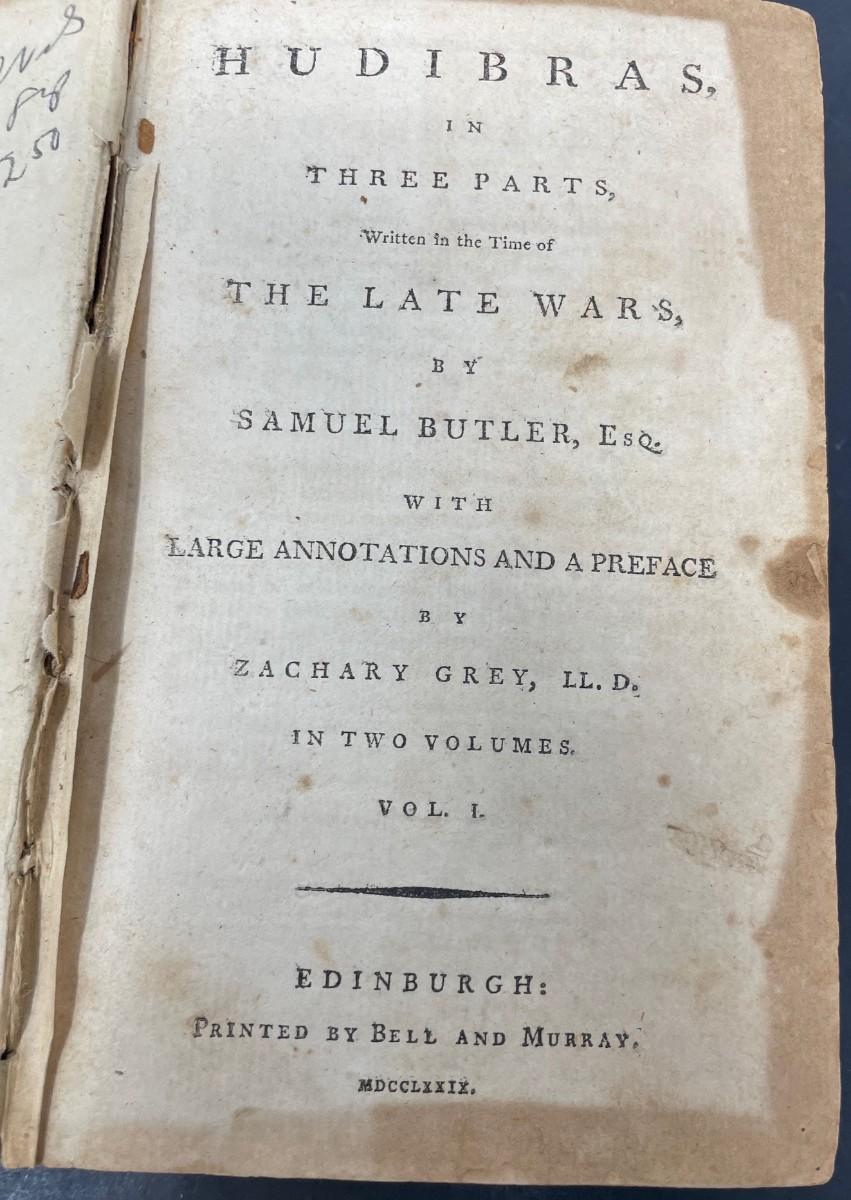 250
HUDIBRAS,
IN
THREE PARTS,
Written in the Time of
THE LATE WARS,
BY
SAMUEL BUTLER, Esq.
WITH
LARGE ANNOTATIONS AND A PREFACE
BY
ZACHARY GREY, LL. D.
IN TWO VOLUMES.
VOL. I.
EDINBURGH:
PRINTED BY BELL AND MURRAY.
MDCCLXXIX.